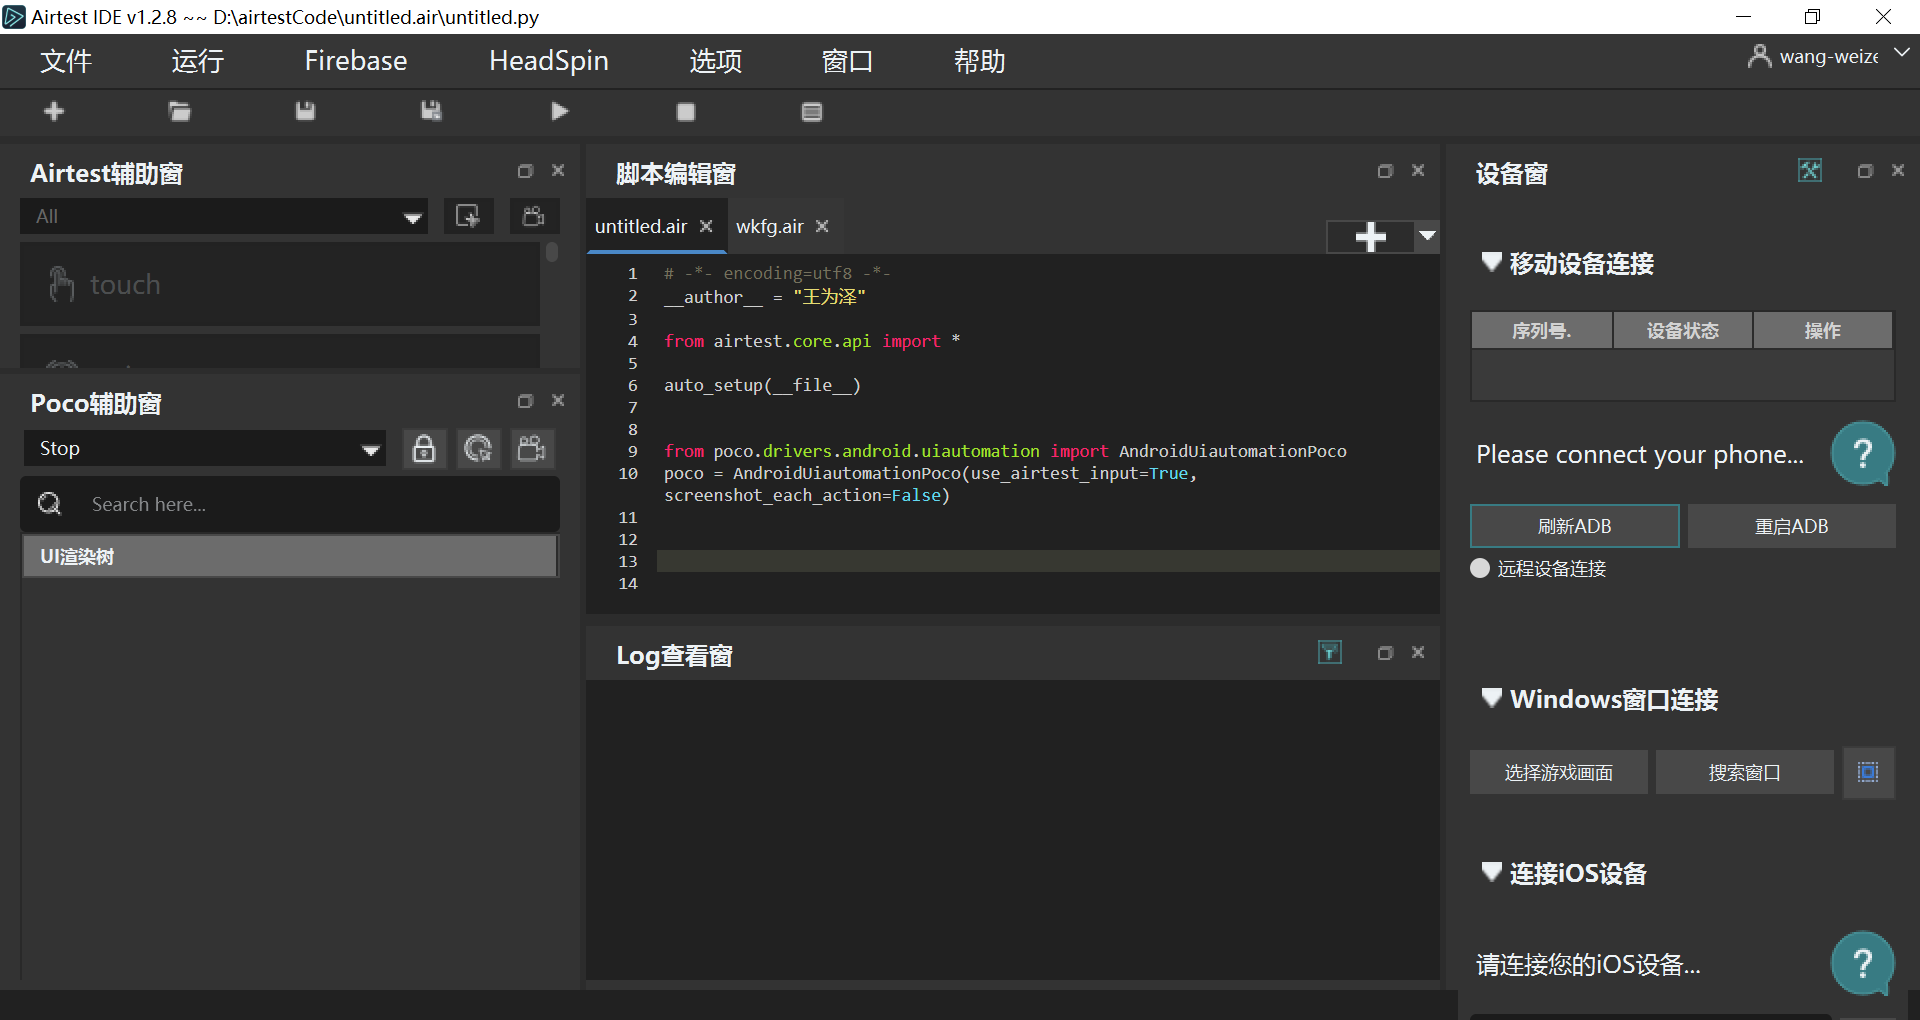 Airtest IDE v1.2.8 ~~ D:\airtestCode\untitled.air\untitled.py
文件 运行 Firebase HeadSpin 选项 窗口 帮助
wang-weize
Airtest辅助窗
All
touch
Poco辅助窗
Stop
Search here...
UI渲染树
脚本编辑窗
untitled.air wkfg.air
1 # -*- encoding=utf8 -*-
2 __author__ = "王为泽"
3
4 from airtest.core.api import *
5
6 auto_setup(__file__)
7
8
9 from poco.drivers.android.uiautomation import AndroidUiautomationPoco
10 poco = AndroidUiautomationPoco(use_airtest_input=True,
screenshot_each_action=False)
11
12
13
14
Log查看窗
设备窗
移动设备连接
序列号. 设备状态 操作
Please connect your phone...
?
刷新ADB 重启ADB
远程设备连接
Windows窗口连接
选择游戏画面 搜索窗口
连接iOS设备
请连接您的iOS设备...
?